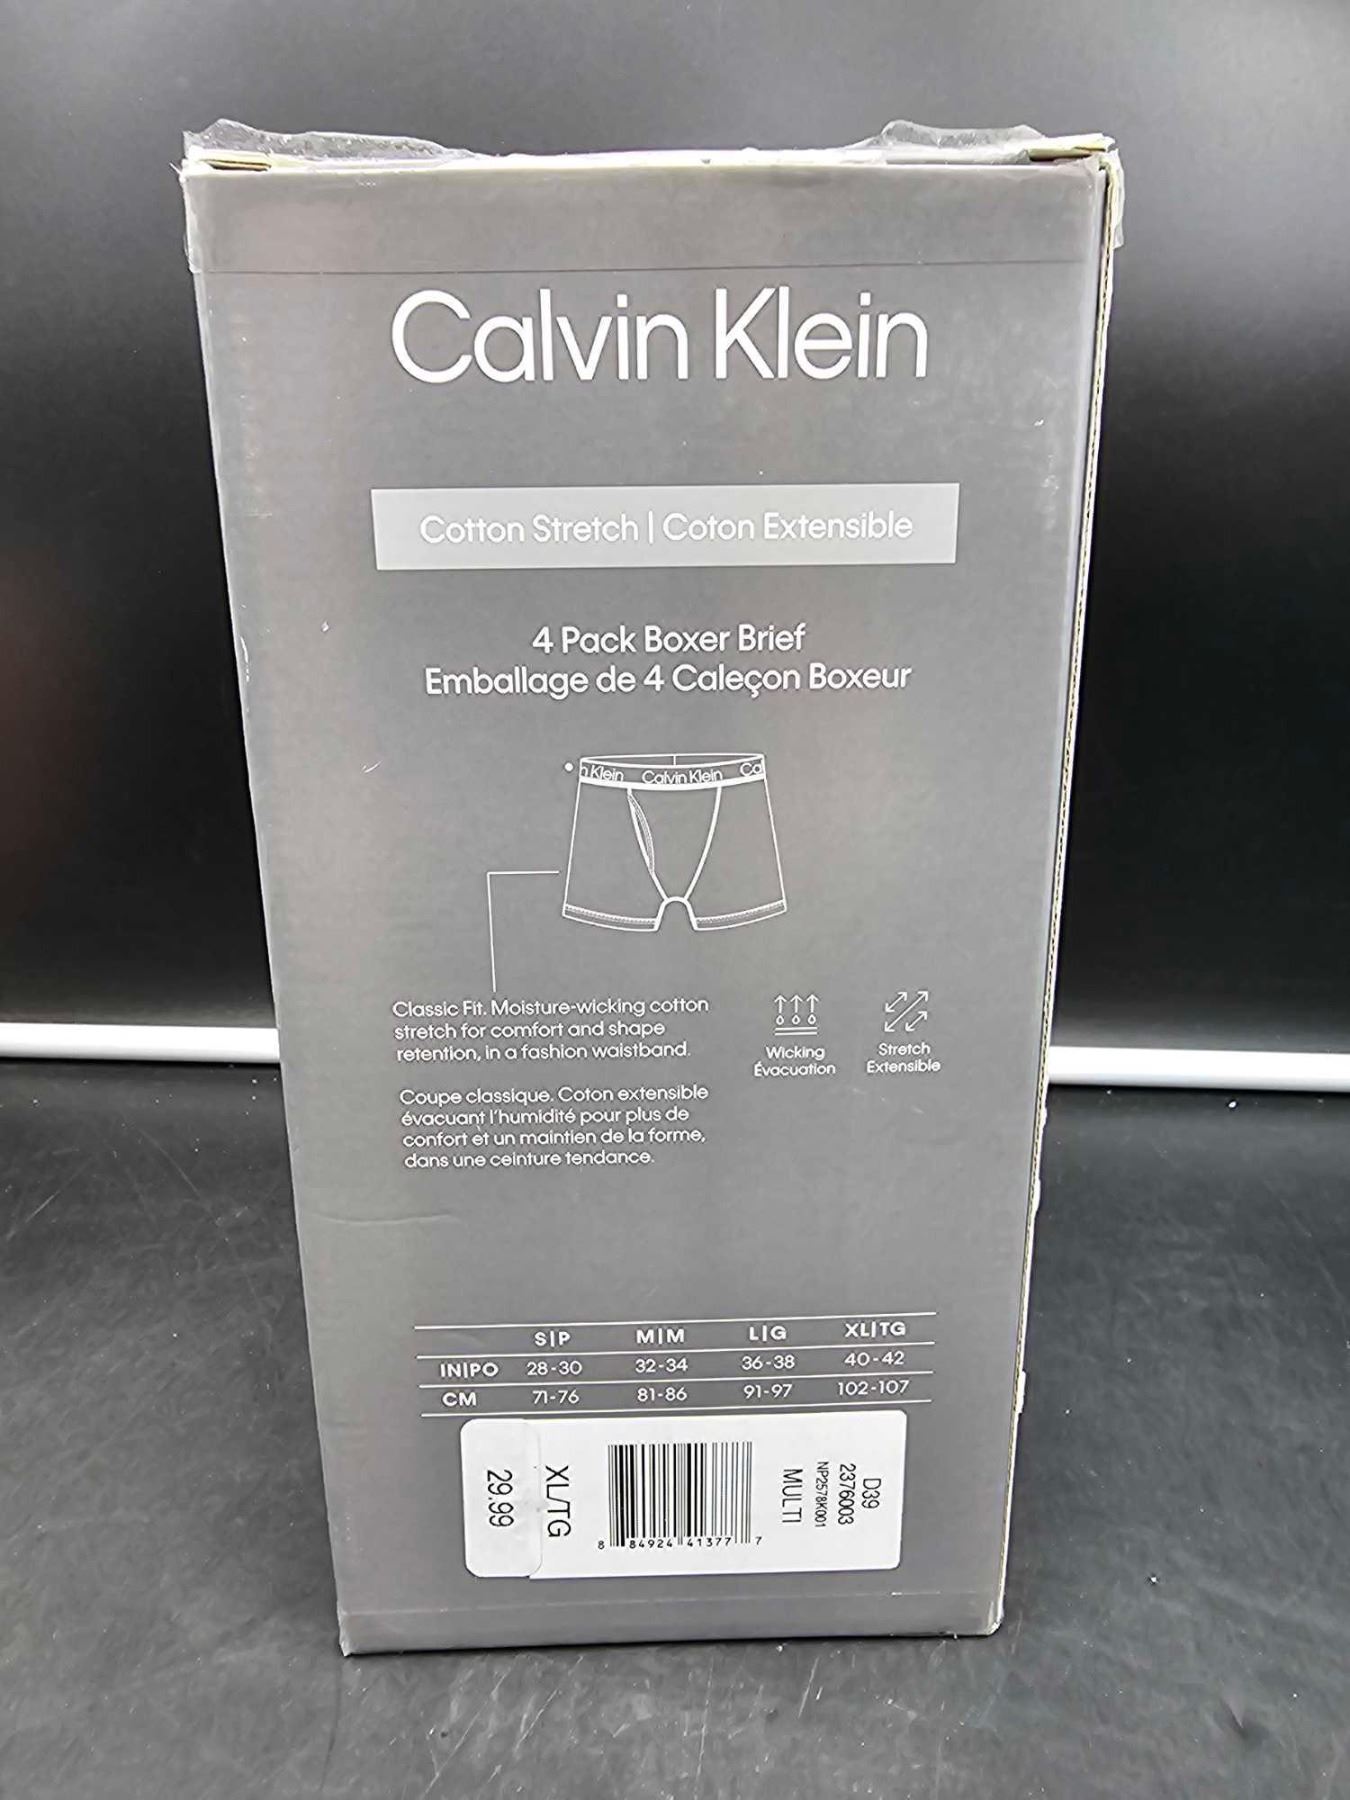 Calvin Klein
Cotton Stretch | Coton Extensible
4 Pack Boxer Brief
Emballage de 4 Caleçon Boxeur
n Klein Calvin Klein Ca
Classic Fit. Moisture-wicking cotton
stretch for comfort and shape
retention, in a fashion waistband.
Coupe classique. Coton extensible
évacuant l'humidité pour plus de
confort et un maintien de la forme,
dans une ceinture tendance.
Wicking
Évacuation
Stretch
Extensible
S|P M|M L|G XL|TG
IN|PO 28-30 32-34 36-38 40-42
CM 71-76 81-86 91-97 102-107
D39
2376003
NP2578K001
MULTI
8 84924 41377 7
XL/TG
29.99